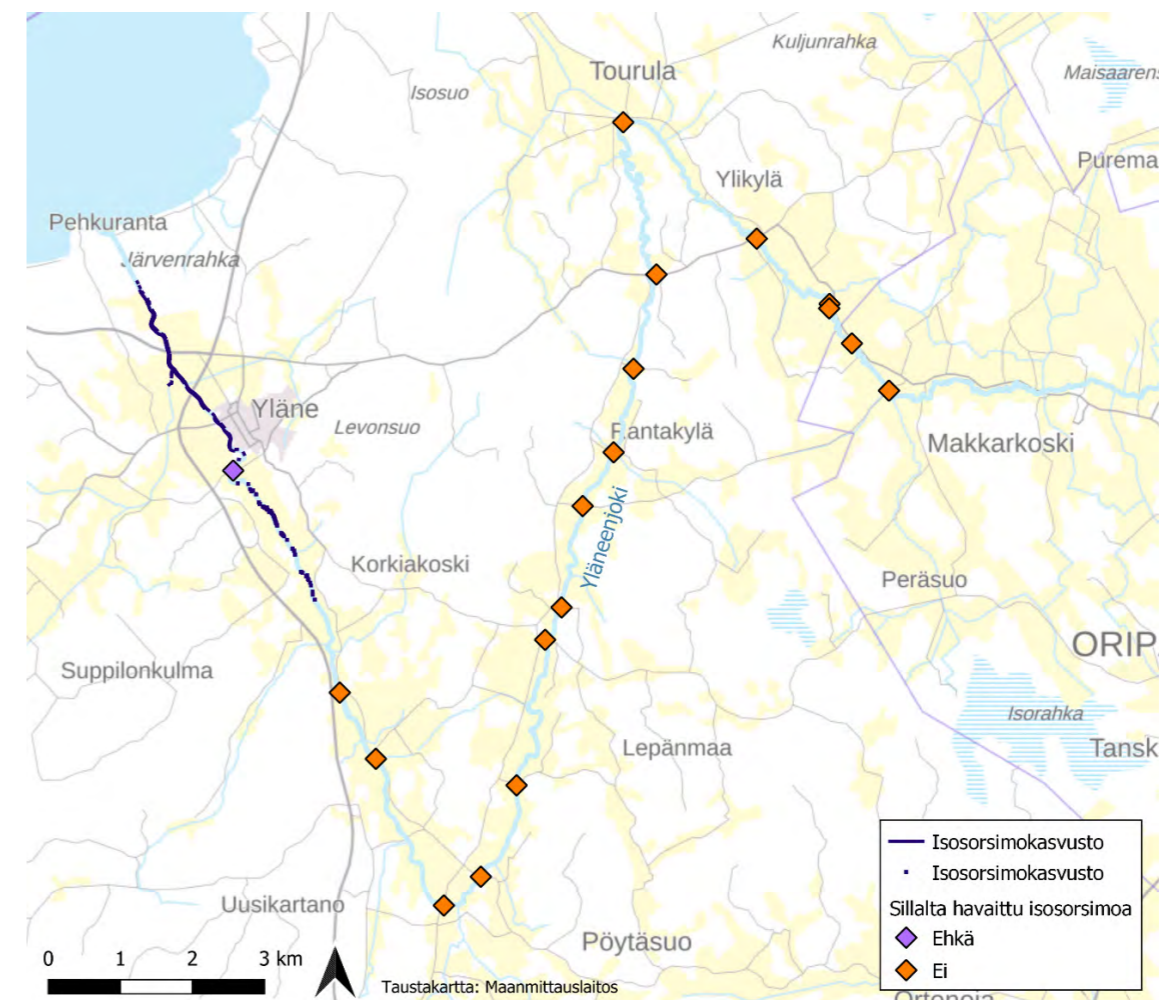 Kuljunrahka
Tourula
Maisaarens
Isosuo
Purema
Ylikylä
Pehkuranta
Järvenrahka
Yläne
Levonsuo
Makkarkoski
Yläneenjoki
Korkiakoski
Peräsuo
ORIP
Suppilonkulma
Isorahka
Lepänmaa
Tansk
Uusikartano
Pöytäsuo
Isosorsimokasvusto
Isosorsimokasvusto
Sillalta havaittu isosorsimoa
Ehkä
Ei
0 1 2 3 km
Taustakartta: Maanmittauslaitos